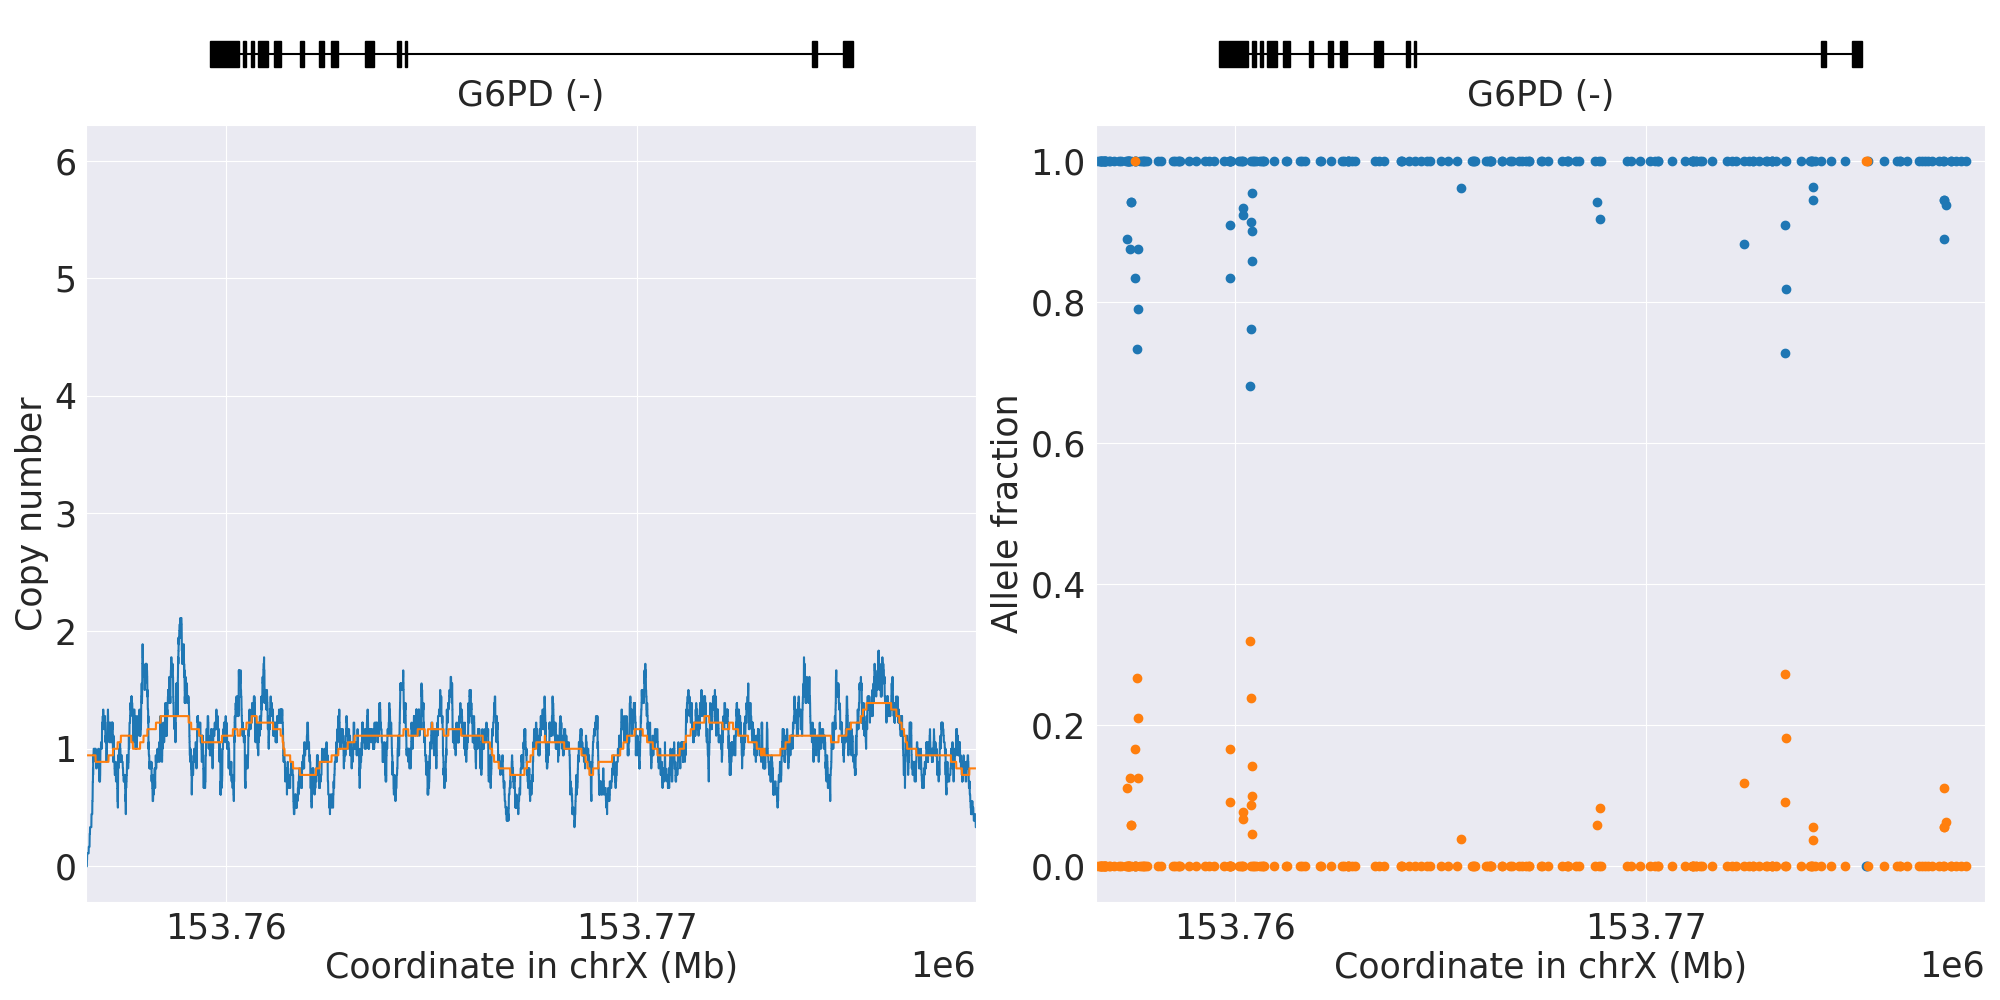 G6PD (-)
6
5
4
3
2
1
0
Copy number
153.76
153.77
Coordinate in chrX (Mb)
1e6
G6PD (-)
1.0
0.8
0.6
0.4
0.2
0.0
Allele fraction
153.76
153.77
Coordinate in chrX (Mb)
1e6